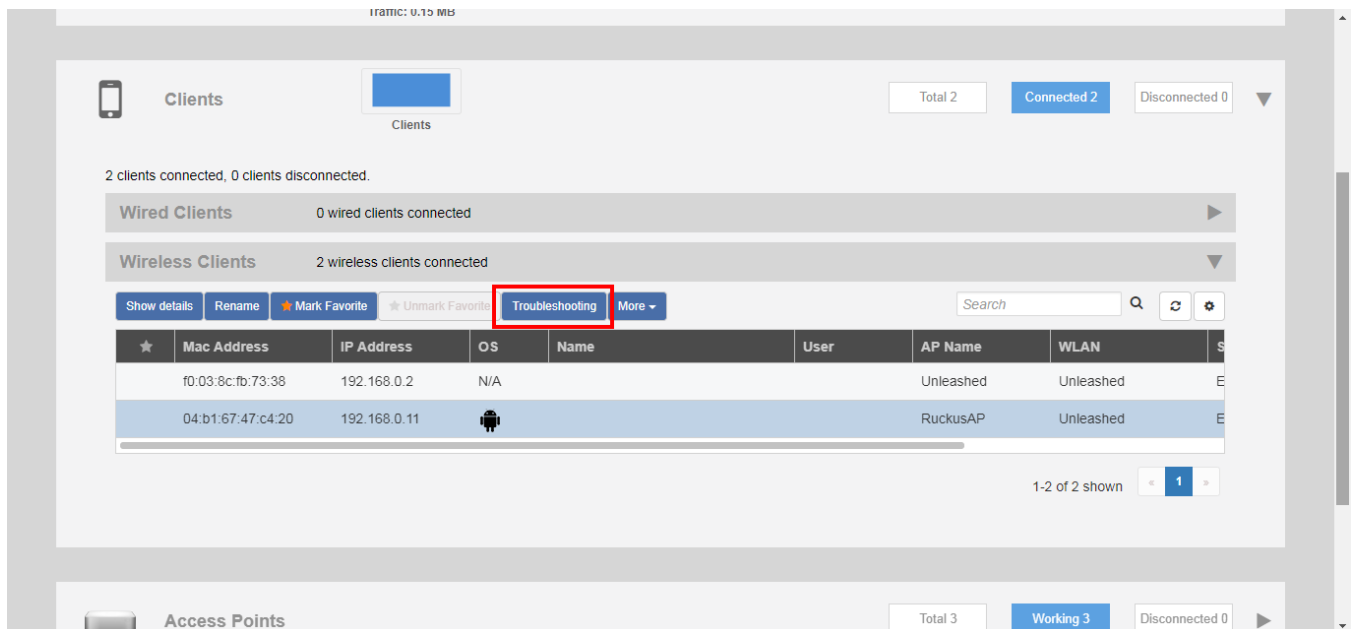 Traffic: 0.15 MB
Clients
Clients
Total 2
Connected 2
Disconnected 0
2 clients connected, 0 clients disconnected.
Wired Clients 0 wired clients connected
Wireless Clients 2 wireless clients connected
Show details Rename Mark Favorite Unmark Favorite Troubleshooting More Search
Mac Address IP Address OS Name User AP Name WLAN S
f0:03:8c:fb:73:38 192.168.0.2 N/A Unleashed Unleashed E
04:b1:67:47:c4:20 192.168.0.11 RuckusAP Unleashed E
1-2 of 2 shown « 1 »
Access Points Total 3 Working 3 Disconnected 0